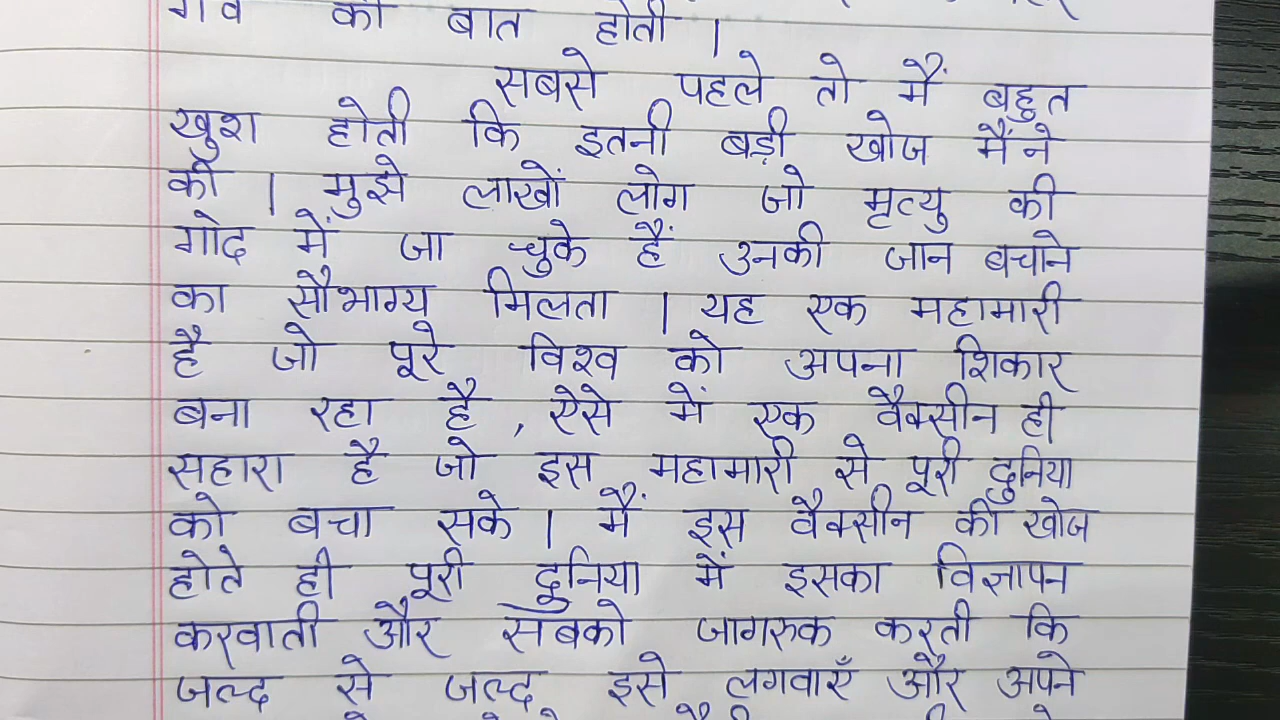 की बात होती ।
सबसे पहले तो मैं बहुत
खुश होती कि इतनी बड़ी खोज मैंने
की । मुझे लाखों लोग जो मृत्यु की
गोद में जा चुके हैं उनकी जान बचाने
का सौभाग्य मिलता । यह एक महामारी
है जो पूरे विश्व को अपना शिकार
बना रहा है , ऐसे में एक वैक्सीन ही
सहारा है जो इस महामारी से पूरी दुनिया
को बचा सके । मैं इस वैक्सीन की खोज
होते ही पूरी दूनिया में इसका विज्ञापन
करवाती और सबको जागरुक करती कि
जल्द से जल्द इसे लगवाएँ और अपने